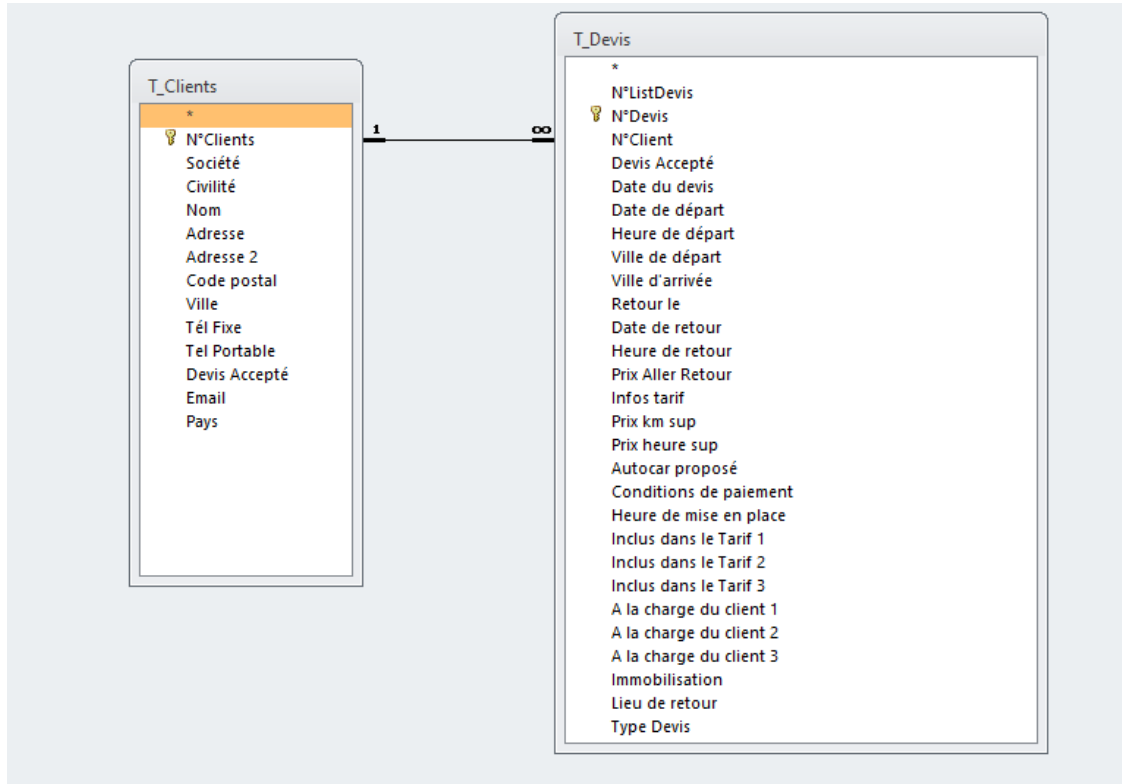 T_Clients
*
N°Clients
Société
Civilité
Nom
Adresse
Adresse 2
Code postal
Ville
Tél Fixe
Tel Portable
Devis Accepté
Email
Pays
1
∞
T_Devis
*
N°ListDevis
N°Devis
N°Client
Devis Accepté
Date du devis
Date de départ
Heure de départ
Ville de départ
Ville d'arrivée
Retour le
Date de retour
Heure de retour
Prix Aller Retour
Infos tarif
Prix km sup
Prix heure sup
Autocar proposé
Conditions de paiement
Heure de mise en place
Inclus dans le Tarif 1
Inclus dans le Tarif 2
Inclus dans le Tarif 3
A la charge du client 1
A la charge du client 2
A la charge du client 3
Immobilisation
Lieu de retour
Type Devis